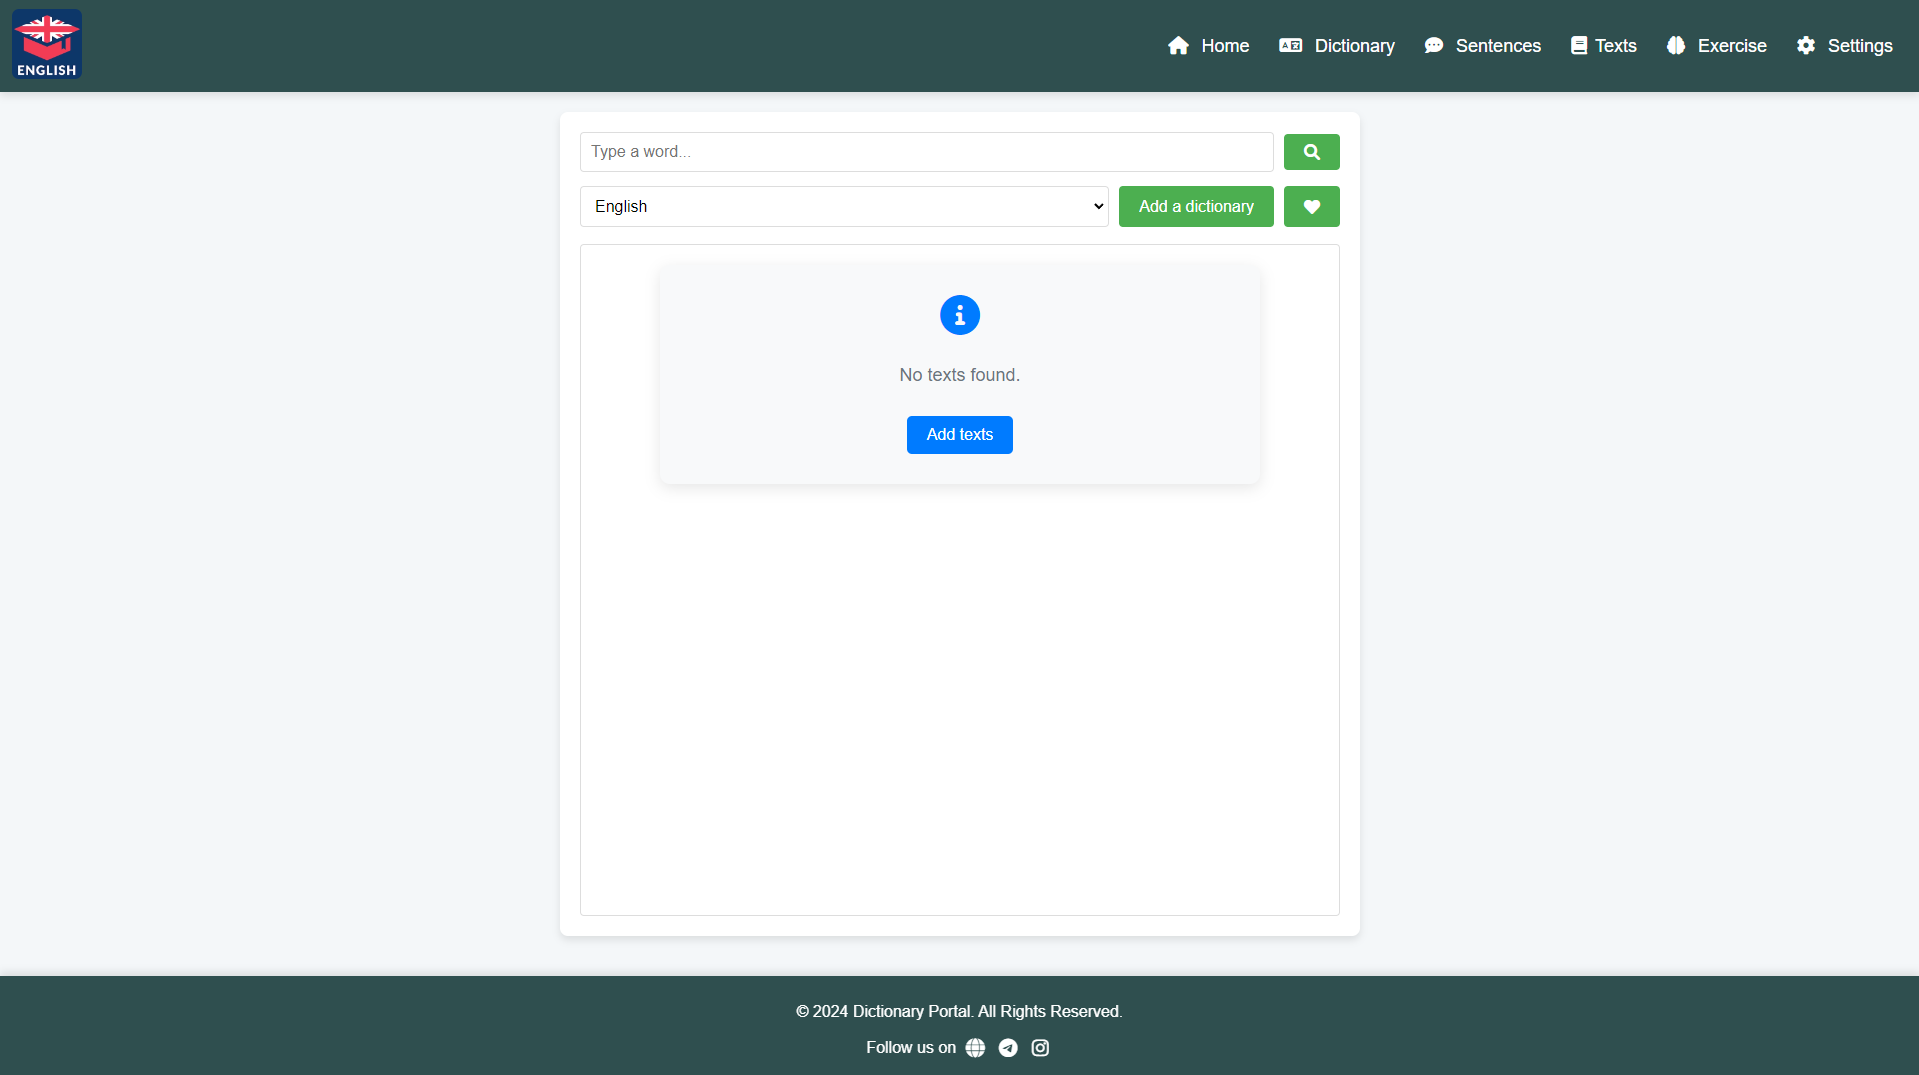 ENGLISH
Home
Dictionary
Sentences
Texts
Exercise
Settings
Type a word...
English
Add a dictionary
No texts found.
Add texts
© 2024 Dictionary Portal. All Rights Reserved.
Follow us on